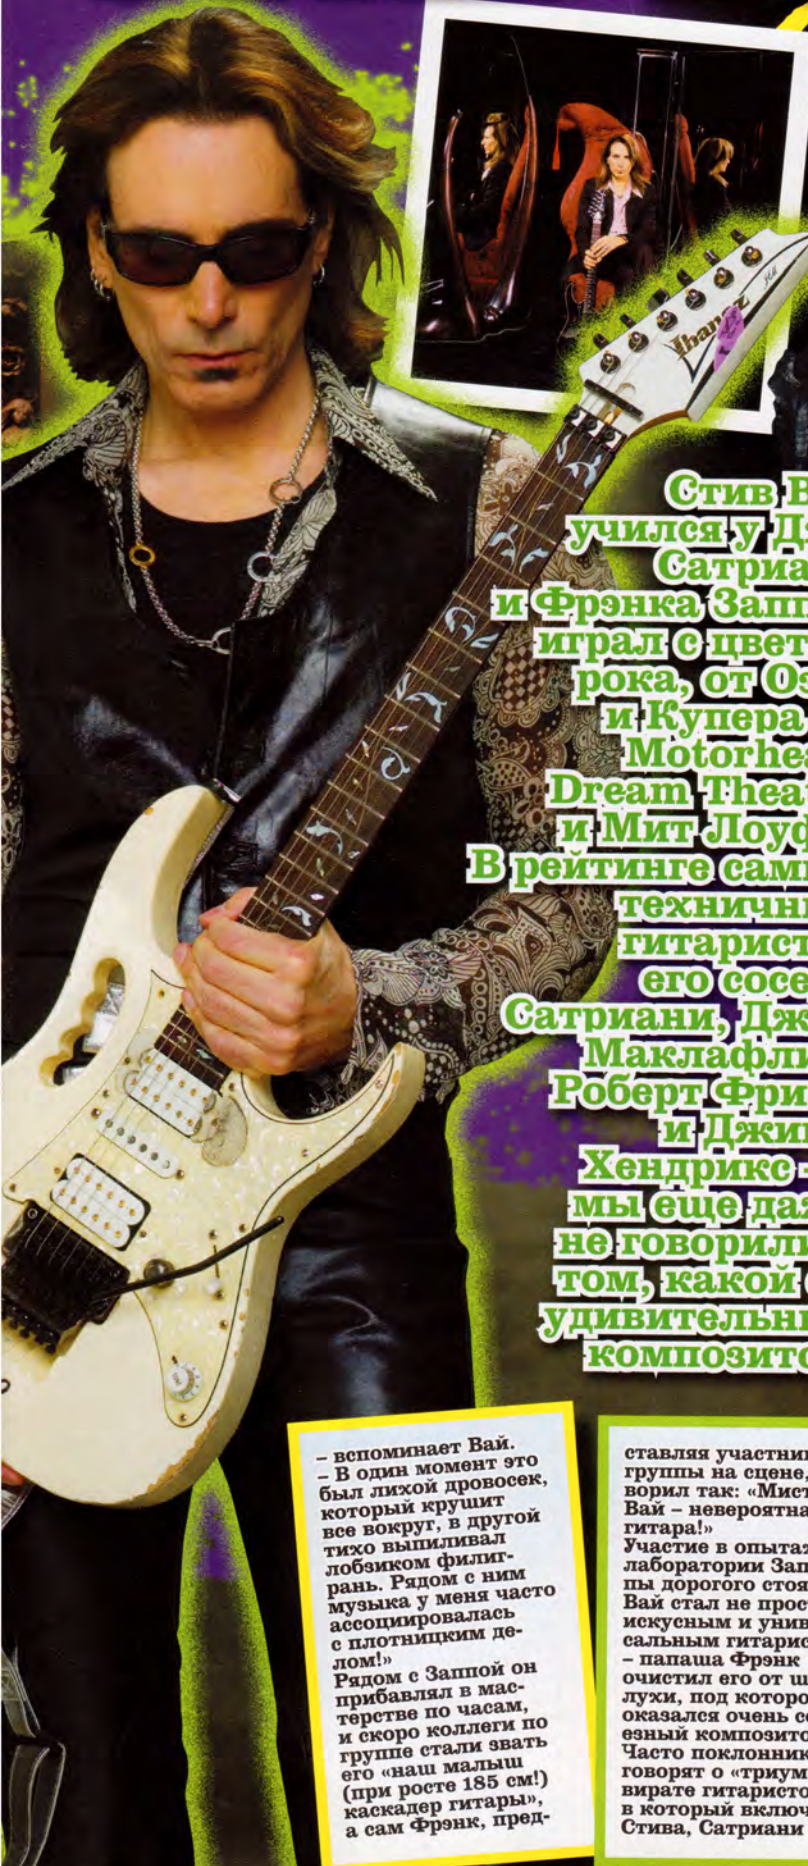 Ibanez
JEM
Стив В
учился у Д
Сатриа
и Фрэнка Запп
играл с цвет
рока, от Оз
и Купера
Motorhea
Dream Thea
и Мит Лоуф
В рейтинге сам
техничн
гитарист
его сосе
Сатриани, Дж
Маклафли
Роберт Фри
и Джим
Хендрикс –
мы еще да
не говорили
том, какой
удивительн
композито
– вспоминает Вай.
– В один момент это
был лихой дровосек,
который крушит
все вокруг, в другой
тихо выпиливал
лобзиком филиг-
рань. Рядом с ним
музыка у меня часто
ассоциировалась
с плотницким де-
лом!»
Рядом с Заппой он
прибавлял в мас-
терстве по часам,
и скоро коллеги по
группе стали звать
его «наш малыш
(при росте 185 см!)
каскадер гитары»,
а сам Фрэнк, пред-
ставляя участни
группы на сцене,
ворил так: «Мист
Вай – невероятна
гитара!»
Участие в опыта
лаборатории Зап
пы дорогого стоя
Вай стал не прос
искусным и унив
сальным гитарис
– папаша Фрэнк
очистил его от ш
лухи, под которо
оказался очень се
езный композито
Часто поклонник
говорят о «триум
вирате гитаристо
в который включ
Стива, Сатриани